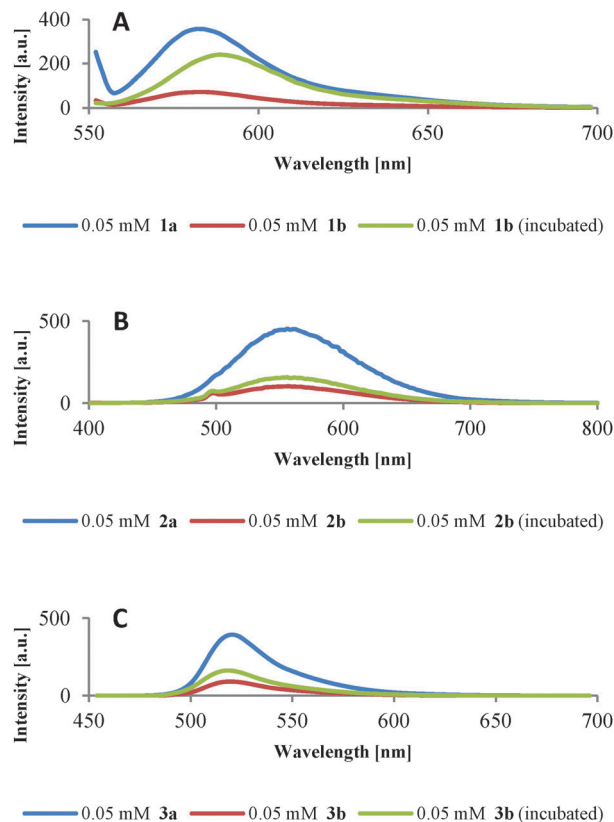 A
Intensity [a.u.]
400
200
0
550
600
650
700
Wavelength [nm]
0.05 mM 1a
0.05 mM 1b
0.05 mM 1b (incubated)
B
Intensity [a.u.]
500
0
400
500
600
700
800
Wavelength [nm]
0.05 mM 2a
0.05 mM 2b
0.05 mM 2b (incubated)
C
Intensity [a.u.]
500
0
450
500
550
600
650
700
Wavelength [nm]
0.05 mM 3a
0.05 mM 3b
0.05 mM 3b (incubated)